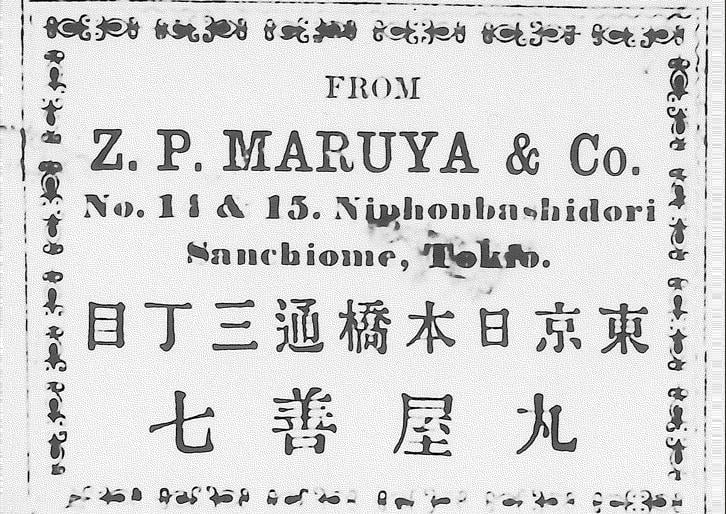 FROM
Z. P. MARUYA & Co.
No. 14 & 15. Niphonbashidori
Sanchiome, Tokio.
東京日本橋通三丁目
丸屋善七